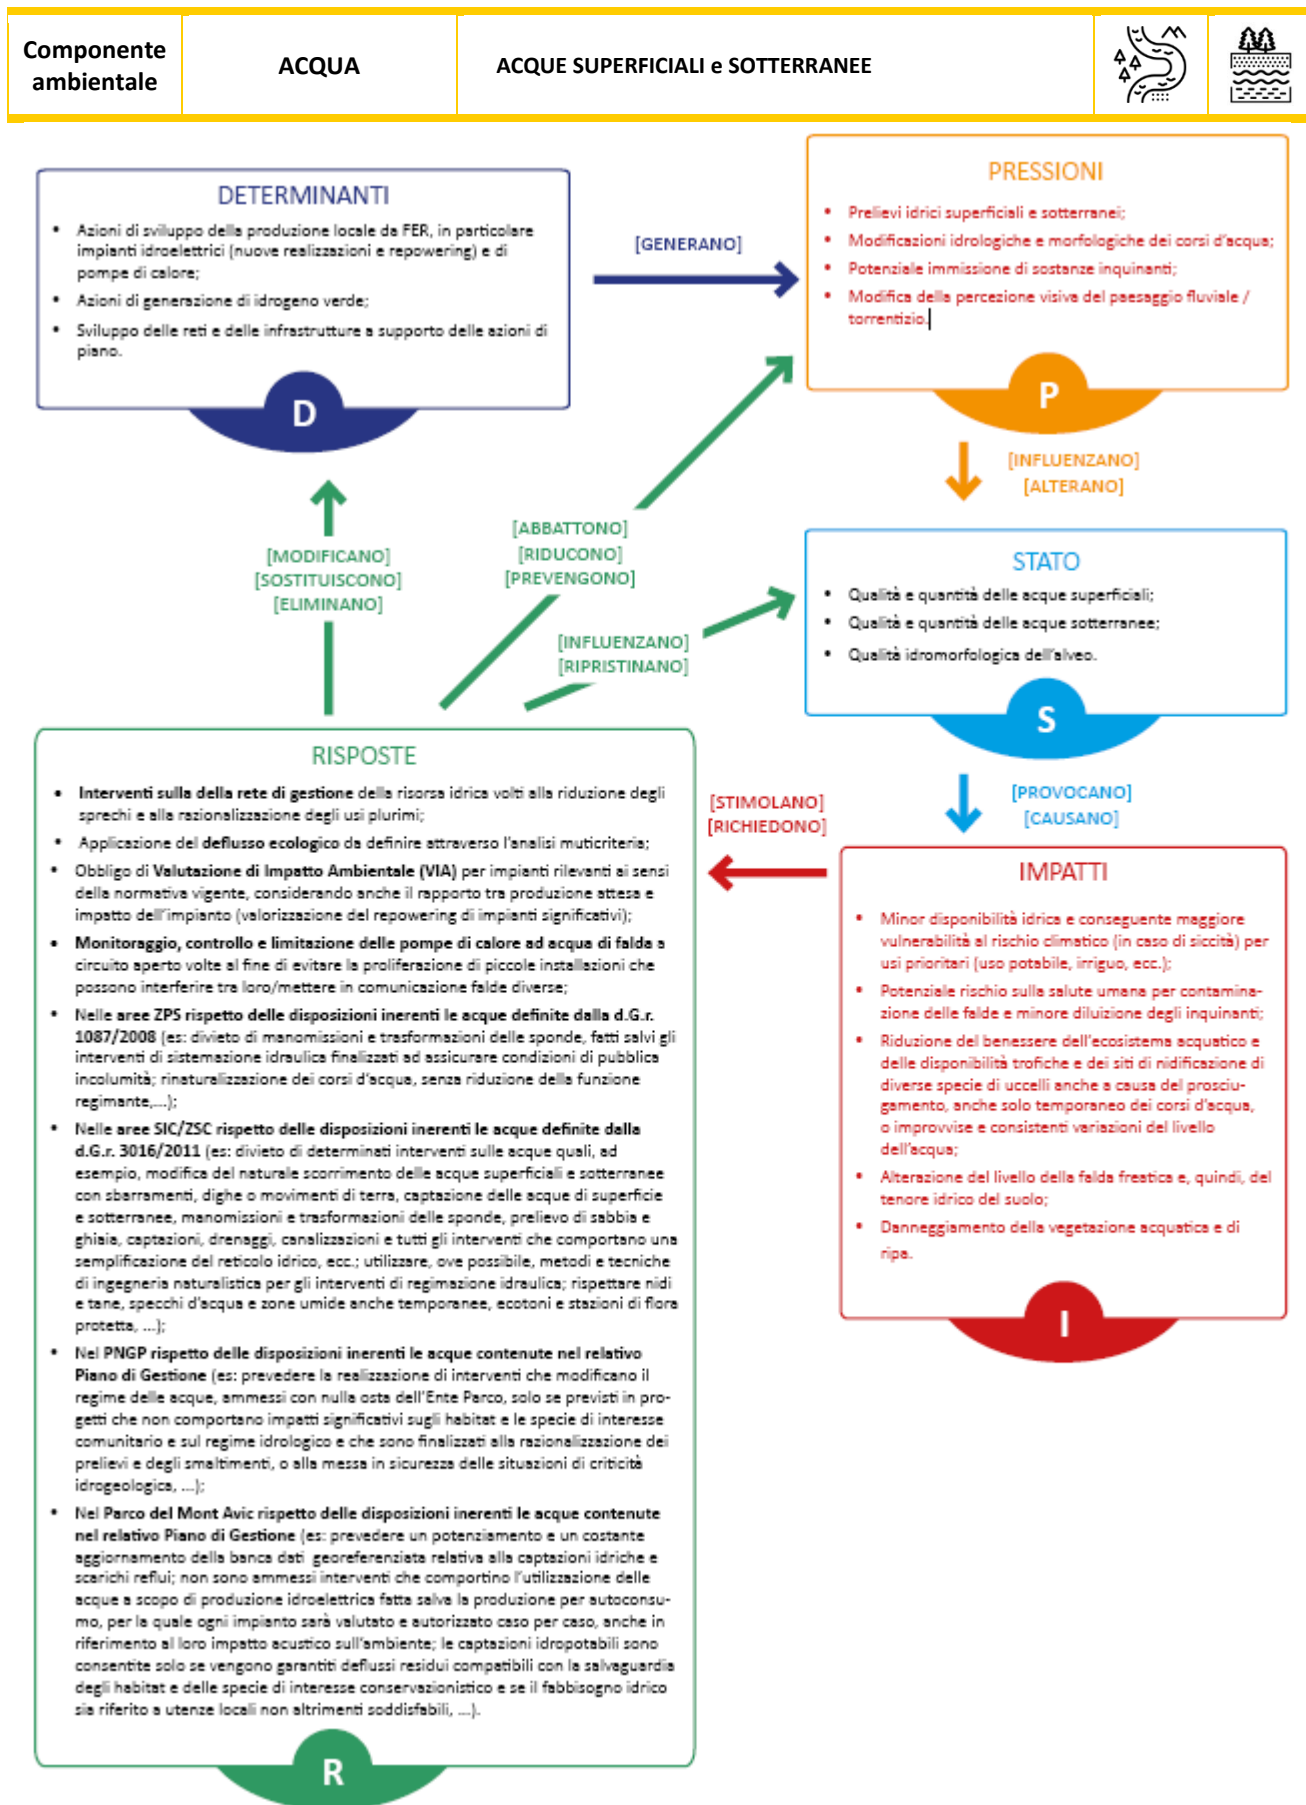 Componente
ambientale
ACQUA
ACQUE SUPERFICIALI e SOTTERRANEE
DETERMINANTI
• Azioni di sviluppo della produzione locale da FER, in particolare
impianti idroelettrici (nuove realizzazioni e repowering) e di
pompe di calore;
• Azioni di generazione di idrogeno verde;
• Sviluppo delle reti e delle infrastrutture a supporto delle azioni di
piano.
D
[GENERANO]
PRESSIONI
• Prelievi idrici superficiali e sotterranei;
• Modificazioni idrologiche e morfologiche dei corsi d'acqua;
• Potenziale immissione di sostanze inquinanti;
• Modifica della percezione visiva del paesaggio fluviale /
torrentizio.
P
[INFLUENZANO]
[ALTERANO]
[MODIFICANO]
[SOSTITUISCONO]
[ELIMINANO]
[ABBATTONO]
[RIDUCONO]
[PREVENGONO]
[INFLUENZANO]
[RIPRISTINANO]
STATO
• Qualità e quantità delle acque superficiali;
• Qualità e quantità delle acque sotterranee;
• Qualità idromorfologica dell'alveo.
S
[PROVOCANO]
[CAUSANO]
[STIMOLANO]
[RICHIEDONO]
RISPOSTE
• Interventi sulla della rete di gestione della risorsa idrica volti alla riduzione degli
sprechi e alla razionalizzazione degli usi plurimi;
• Applicazione del deflusso ecologico da definire attraverso l'analisi muticriteria;
• Obbligo di Valutazione di Impatto Ambientale (VIA) per impianti rilevanti ai sensi
della normativa vigente, considerando anche il rapporto tra produzione attesa e
impatto dell'impianto (valorizzazione del repowering di impianti significativi);
• Monitoraggio, controllo e limitazione delle pompe di calore ad acqua di falda a
circuito aperto volte al fine di evitare la proliferazione di piccole installazioni che
possono interferire tra loro/mettere in comunicazione falde diverse;
• Nelle aree ZPS rispetto delle disposizioni inerenti le acque definite dalla d.G.r.
1087/2008 (es: divieto di manomissioni e trasformazioni delle sponde, fatti salvi gli
interventi di sistemazione idraulica finalizzati ad assicurare condizioni di pubblica
incolumità; rinaturalizzazione dei corsi d'acqua, senza riduzione della funzione
regimante,...);
• Nelle aree SIC/ZSC rispetto delle disposizioni inerenti le acque definite dalla
d.G.r. 3016/2011 (es: divieto di determinati interventi sulle acque quali, ad
esempio, modifica del naturale scorrimento delle acque superficiali e sotterranee
con sbarramenti, dighe o movimenti di terra, captazione delle acque di superficie
e sotterranee, manomissioni e trasformazioni delle sponde, prelievo di sabbia e
ghiaia, captazioni, drenaggi, canalizzazioni e tutti gli interventi che comportano una
semplificazione del reticolo idrico, ecc.; utilizzare, ove possibile, metodi e tecniche
di ingegneria naturalistica per gli interventi di regimazione idraulica; rispettare nidi
e tane, specchi d'acqua e zone umide anche temporanee, ecotoni e stazioni di flora
protetta, ...);
• Nel PNGP rispetto delle disposizioni inerenti le acque contenute nel relativo
Piano di Gestione (es: prevedere la realizzazione di interventi che modificano il
regime delle acque, ammessi con nulla osta dell'Ente Parco, solo se previsti in pro-
getti che non comportano impatti significativi sugli habitat e le specie di interesse
comunitario e sul regime idrologico e che sono finalizzati alla razionalizzazione dei
prelievi e degli smaltimenti, o alla messa in sicurezza delle situazioni di criticità
idrogeologica, ...);
• Nel Parco del Mont Avic rispetto delle disposizioni inerenti le acque contenute
nel relativo Piano di Gestione (es: prevedere un potenziamento e un costante
aggiornamento della banca dati georeferenziata relativa alla captazioni idriche e
scarichi reflui; non sono ammessi interventi che comportino l'utilizzazione delle
acque a scopo di produzione idroelettrica fatta salva la produzione per autoconsu-
mo, per la quale ogni impianto sarà valutato e autorizzato caso per caso, anche in
riferimento al loro impatto acustico sull'ambiente; le captazioni idropotabili sono
consentite solo se vengono garantiti deflussi residui compatibili con la salvaguardia
degli habitat e delle specie di interesse conservazionistico e se il fabbisogno idrico
sia riferito a utenze locali non altrimenti soddisfabili, ...).
R
IMPATTI
• Minor disponibilità idrica e conseguente maggiore
vulnerabilità al rischio climatico (in caso di siccità) per
usi prioritari (uso potabile, irriguo, ecc.);
• Potenziale rischio sulla salute umana per contamina-
zione delle falde e minore diluizione degli inquinanti;
• Riduzione del benessere dell'ecosistema acquatico e
delle disponibilità trofiche e dei siti di nidificazione di
diverse specie di uccelli anche a causa del prosciu-
gamento, anche solo temporaneo dei corsi d'acqua,
o improvvise e consistenti variazioni del livello
dell'acqua;
• Alterazione del livello della falda freatica e, quindi, del
tenore idrico del suolo;
• Danneggiamento della vegetazione acquatica e di
ripa.
I